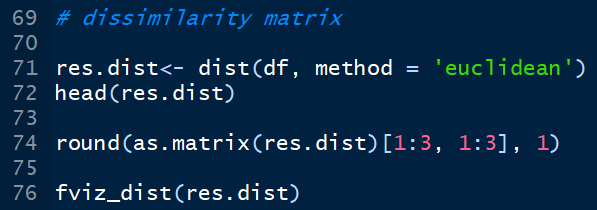 69 # dissimilarity matrix
70
71 res.dist<- dist(df, method = 'euclidean')
72 head(res.dist)
73
74 round(as.matrix(res.dist)[1:3, 1:3], 1)
75
76 fviz_dist(res.dist)